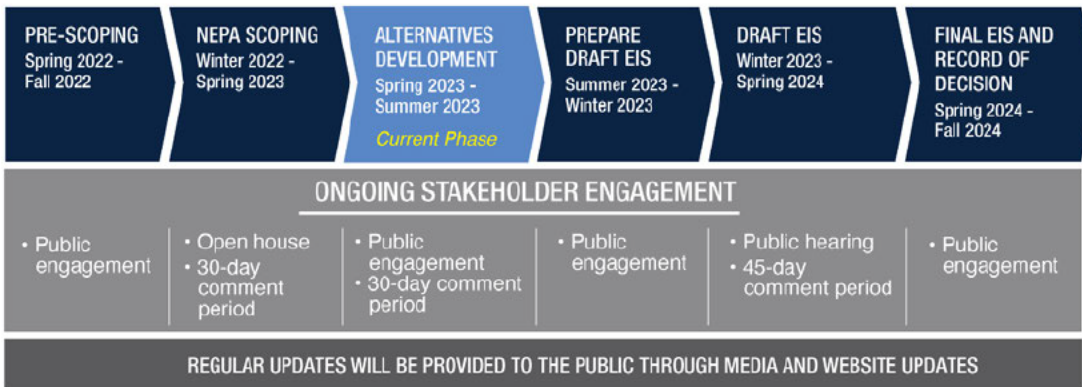 PRE-SCOPING
Spring 2022 -
Fall 2022
NEPA SCOPING
Winter 2022 -
Spring 2023
ALTERNATIVES
DEVELOPMENT
Spring 2023 -
Summer 2023
Current Phase
PREPARE
DRAFT EIS
Summer 2023 -
Winter 2023
DRAFT EIS
Winter 2023 -
Spring 2024
FINAL EIS AND
RECORD OF
DECISION
Spring 2024 -
Fall 2024
ONGOING STAKEHOLDER ENGAGEMENT
• Public
engagement
• Open house
• 30-day
comment
period
• Public
engagement
• 30-day comment
period
• Public
engagement
• Public hearing
• 45-day
comment period
• Public
engagement
REGULAR UPDATES WILL BE PROVIDED TO THE PUBLIC THROUGH MEDIA AND WEBSITE UPDATES